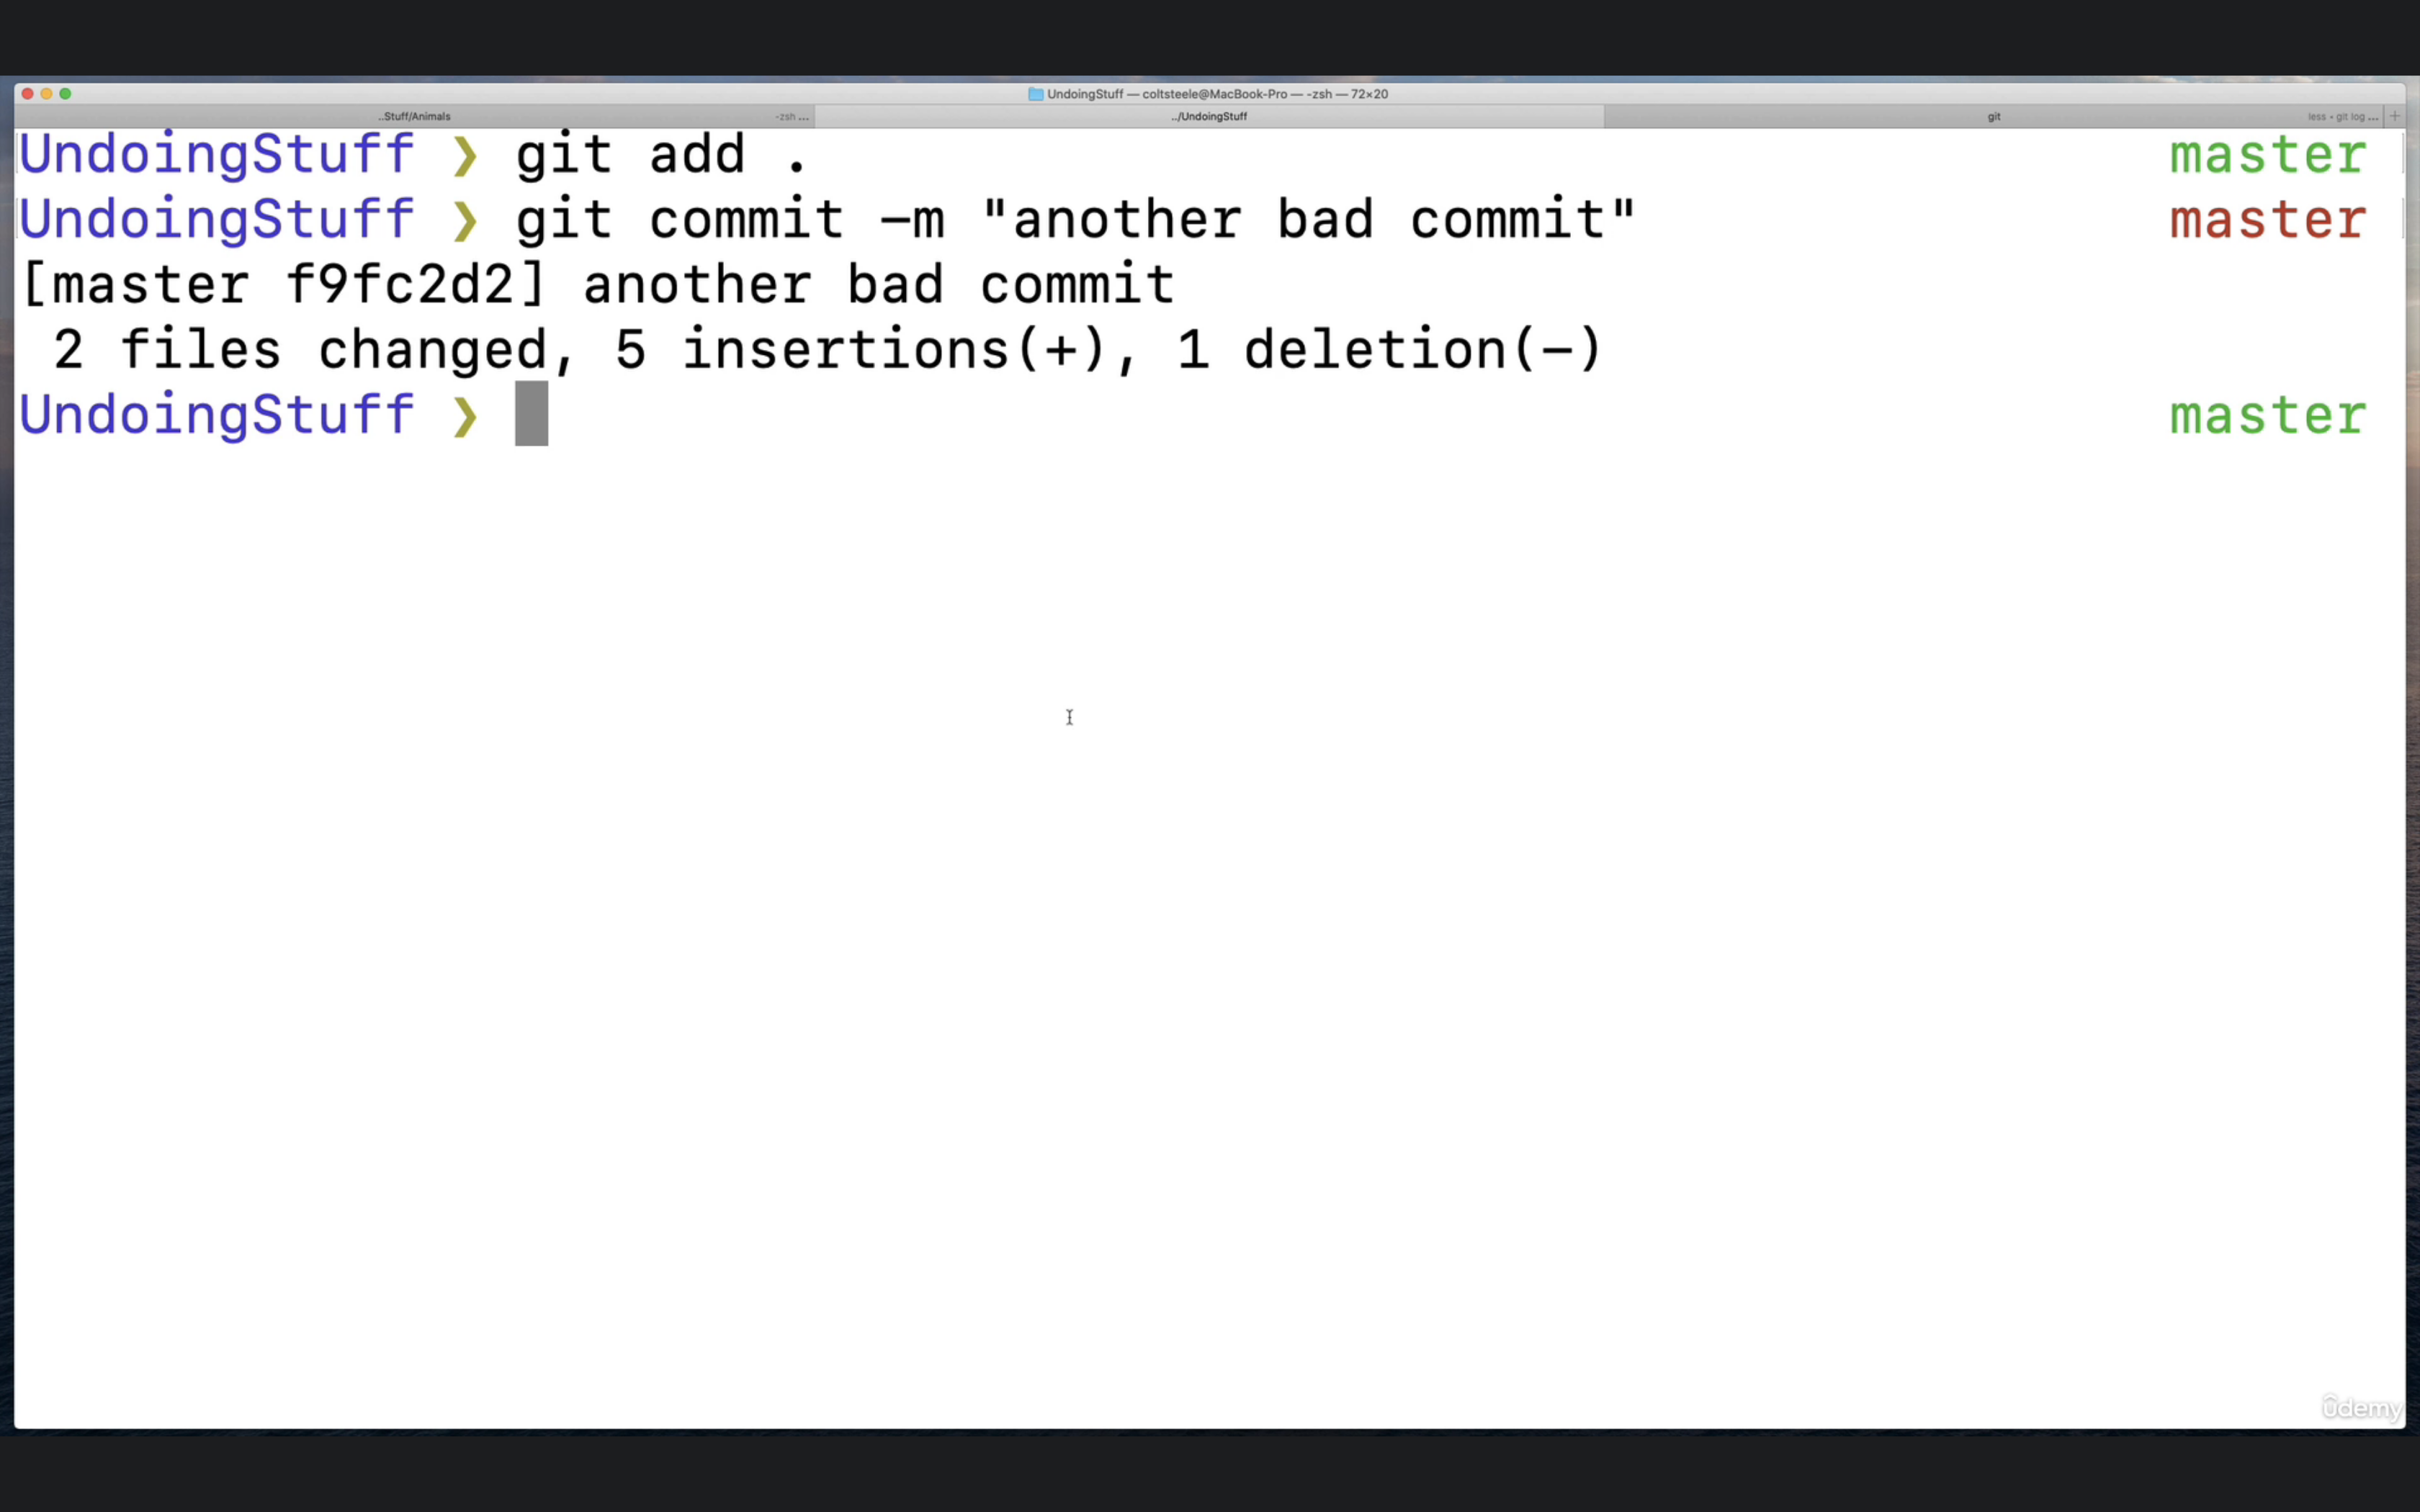 UndoingStuff — coltsteele@MacBook-Pro — -zsh — 72×20
..Stuff/Animals -zsh ... ../UndoingStuff git less • git log ... +
UndoingStuff ❯ git add . master
UndoingStuff ❯ git commit -m "another bad commit" master
[master f9fc2d2] another bad commit
2 files changed, 5 insertions(+), 1 deletion(-)
UndoingStuff ❯ master
udemy